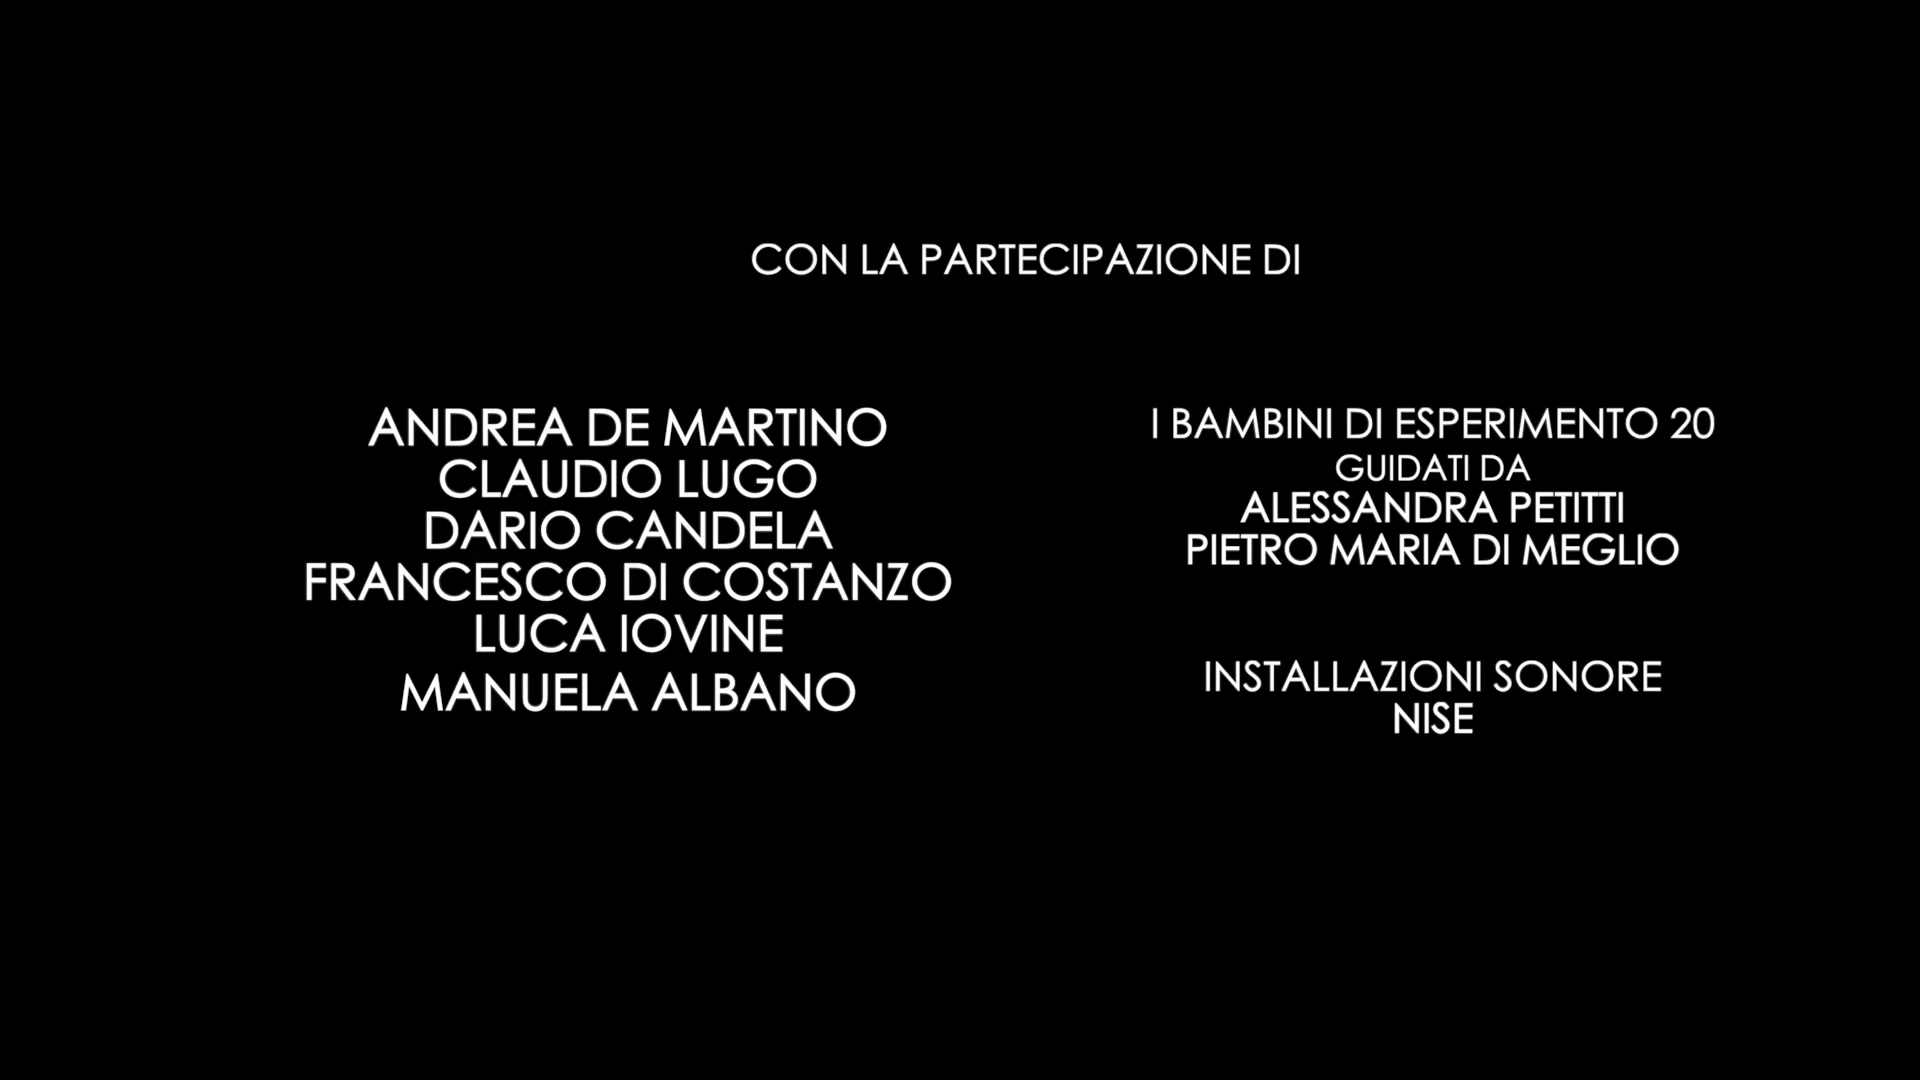 CON LA PARTECIPAZIONE DI
ANDREA DE MARTINO
CLAUDIO LUGO
DARIO CANDELA
FRANCESCO DI COSTANZO
LUCA IOVINE
MANUELA ALBANO
I BAMBINI DI ESPERIMENTO 20
GUIDATI DA
ALESSANDRA PETITTI
PIETRO MARIA DI MEGLIO
INSTALLAZIONI SONORE
NISE